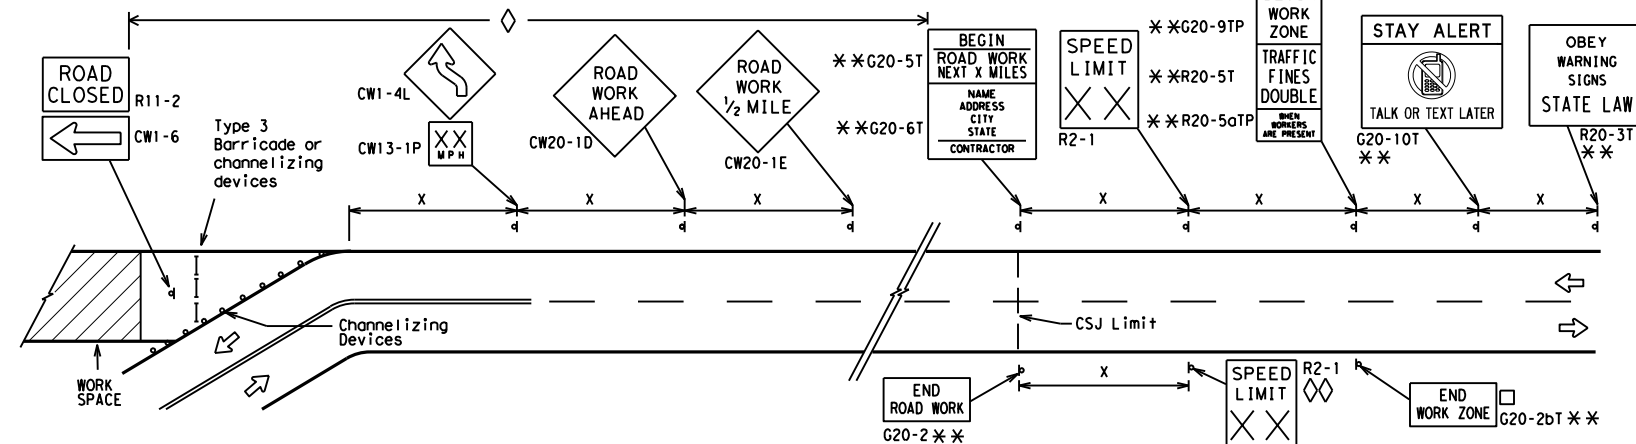 ROAD
CLOSED
R11-2
CW1-6
Type 3
Barricade or
channelizing
devices
CW1-4L
XX
MPH
CW13-1P
ROAD
WORK
AHEAD
CW20-1D
ROAD
WORK
1/2 MILE
CW20-1E
**G20-5T
**G20-6T
BEGIN
ROAD WORK
NEXT X MILES
NAME
ADDRESS
CITY
STATE
CONTRACTOR
SPEED
LIMIT
XX
R2-1
**G20-9TP
**R20-5T
**R20-5aTP
WORK
ZONE
TRAFFIC
FINES
DOUBLE
WHEN
WORKERS
ARE PRESENT
STAY ALERT
TALK OR TEXT LATER
G20-10T
**
OBEY
WARNING
SIGNS
STATE LAW
R20-3T
**
X X X X X X X
Channelizing
Devices
CSJ Limit
WORK
SPACE
X
END
ROAD WORK
G20-2 **
SPEED
LIMIT
XX
R2-1
END
WORK ZONE
G20-2bT **